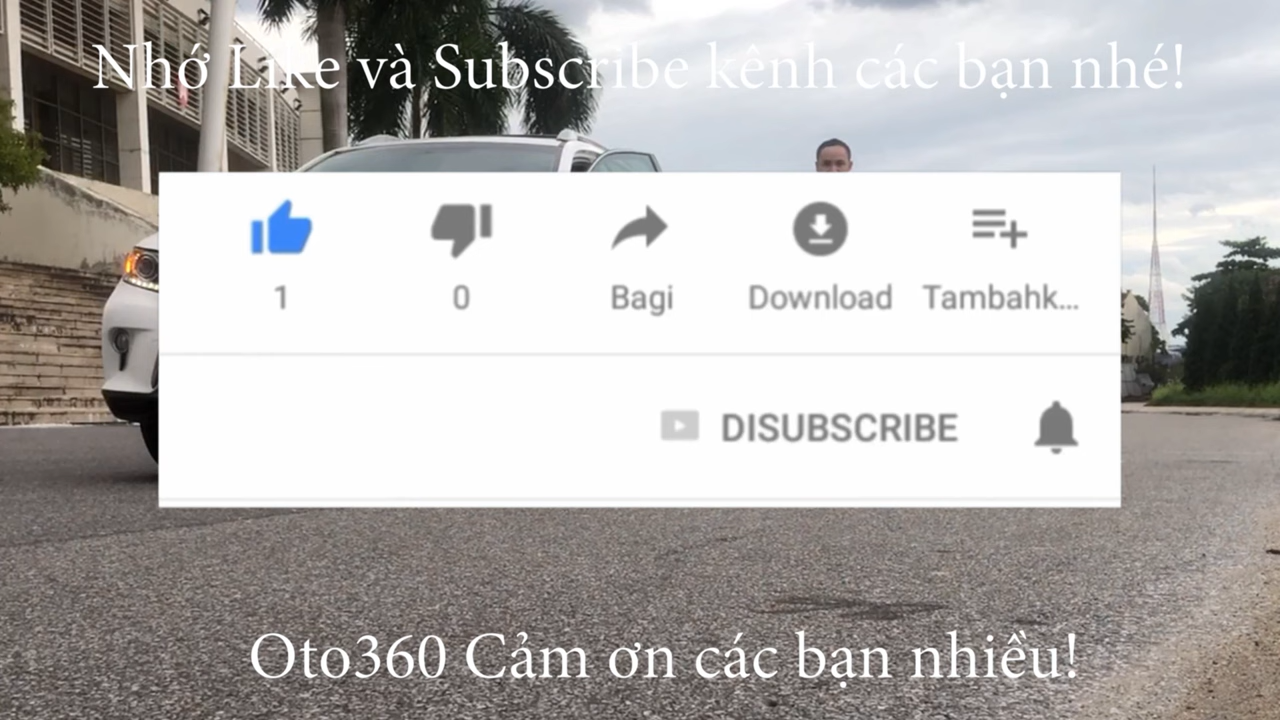 Nhớ Like và Subscribe kênh các bạn nhé!
1 0 Bagi Download Tambahk...
DISUBSCRIBE
Oto360 Cảm ơn các bạn nhiều!